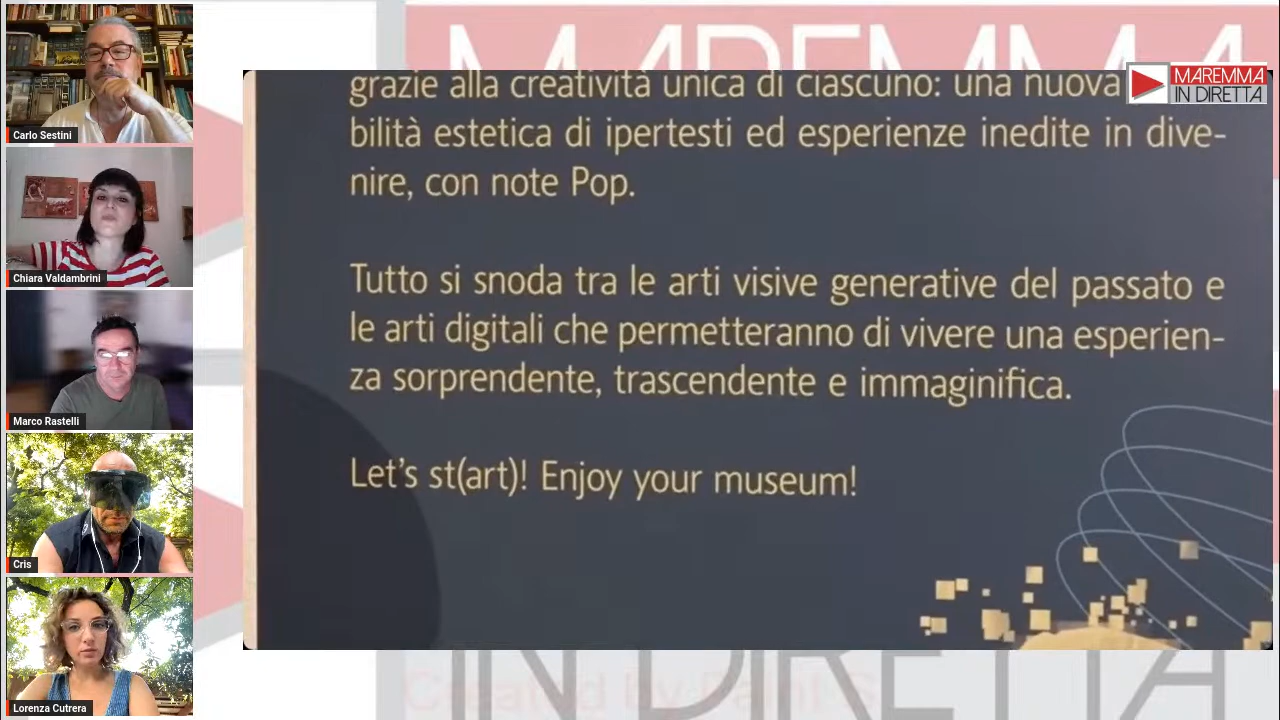 MAREMMA
MAREMMA
IN DIRETTA
grazie alla creatività unica di ciascuno: una nuova
bilità estetica di ipertesti ed esperienze inedite in dive-
nire, con note Pop.
Tutto si snoda tra le arti visive generative del passato e
le arti digitali che permetteranno di vivere una esperien-
za sorprendente, trascendente e immaginifica.
Let's st(art)! Enjoy your museum!
Carlo Sestini
Chiara Valdambrini
Marco Rastelli
Cris
Lorenza Cutrera
IN DIRETTA